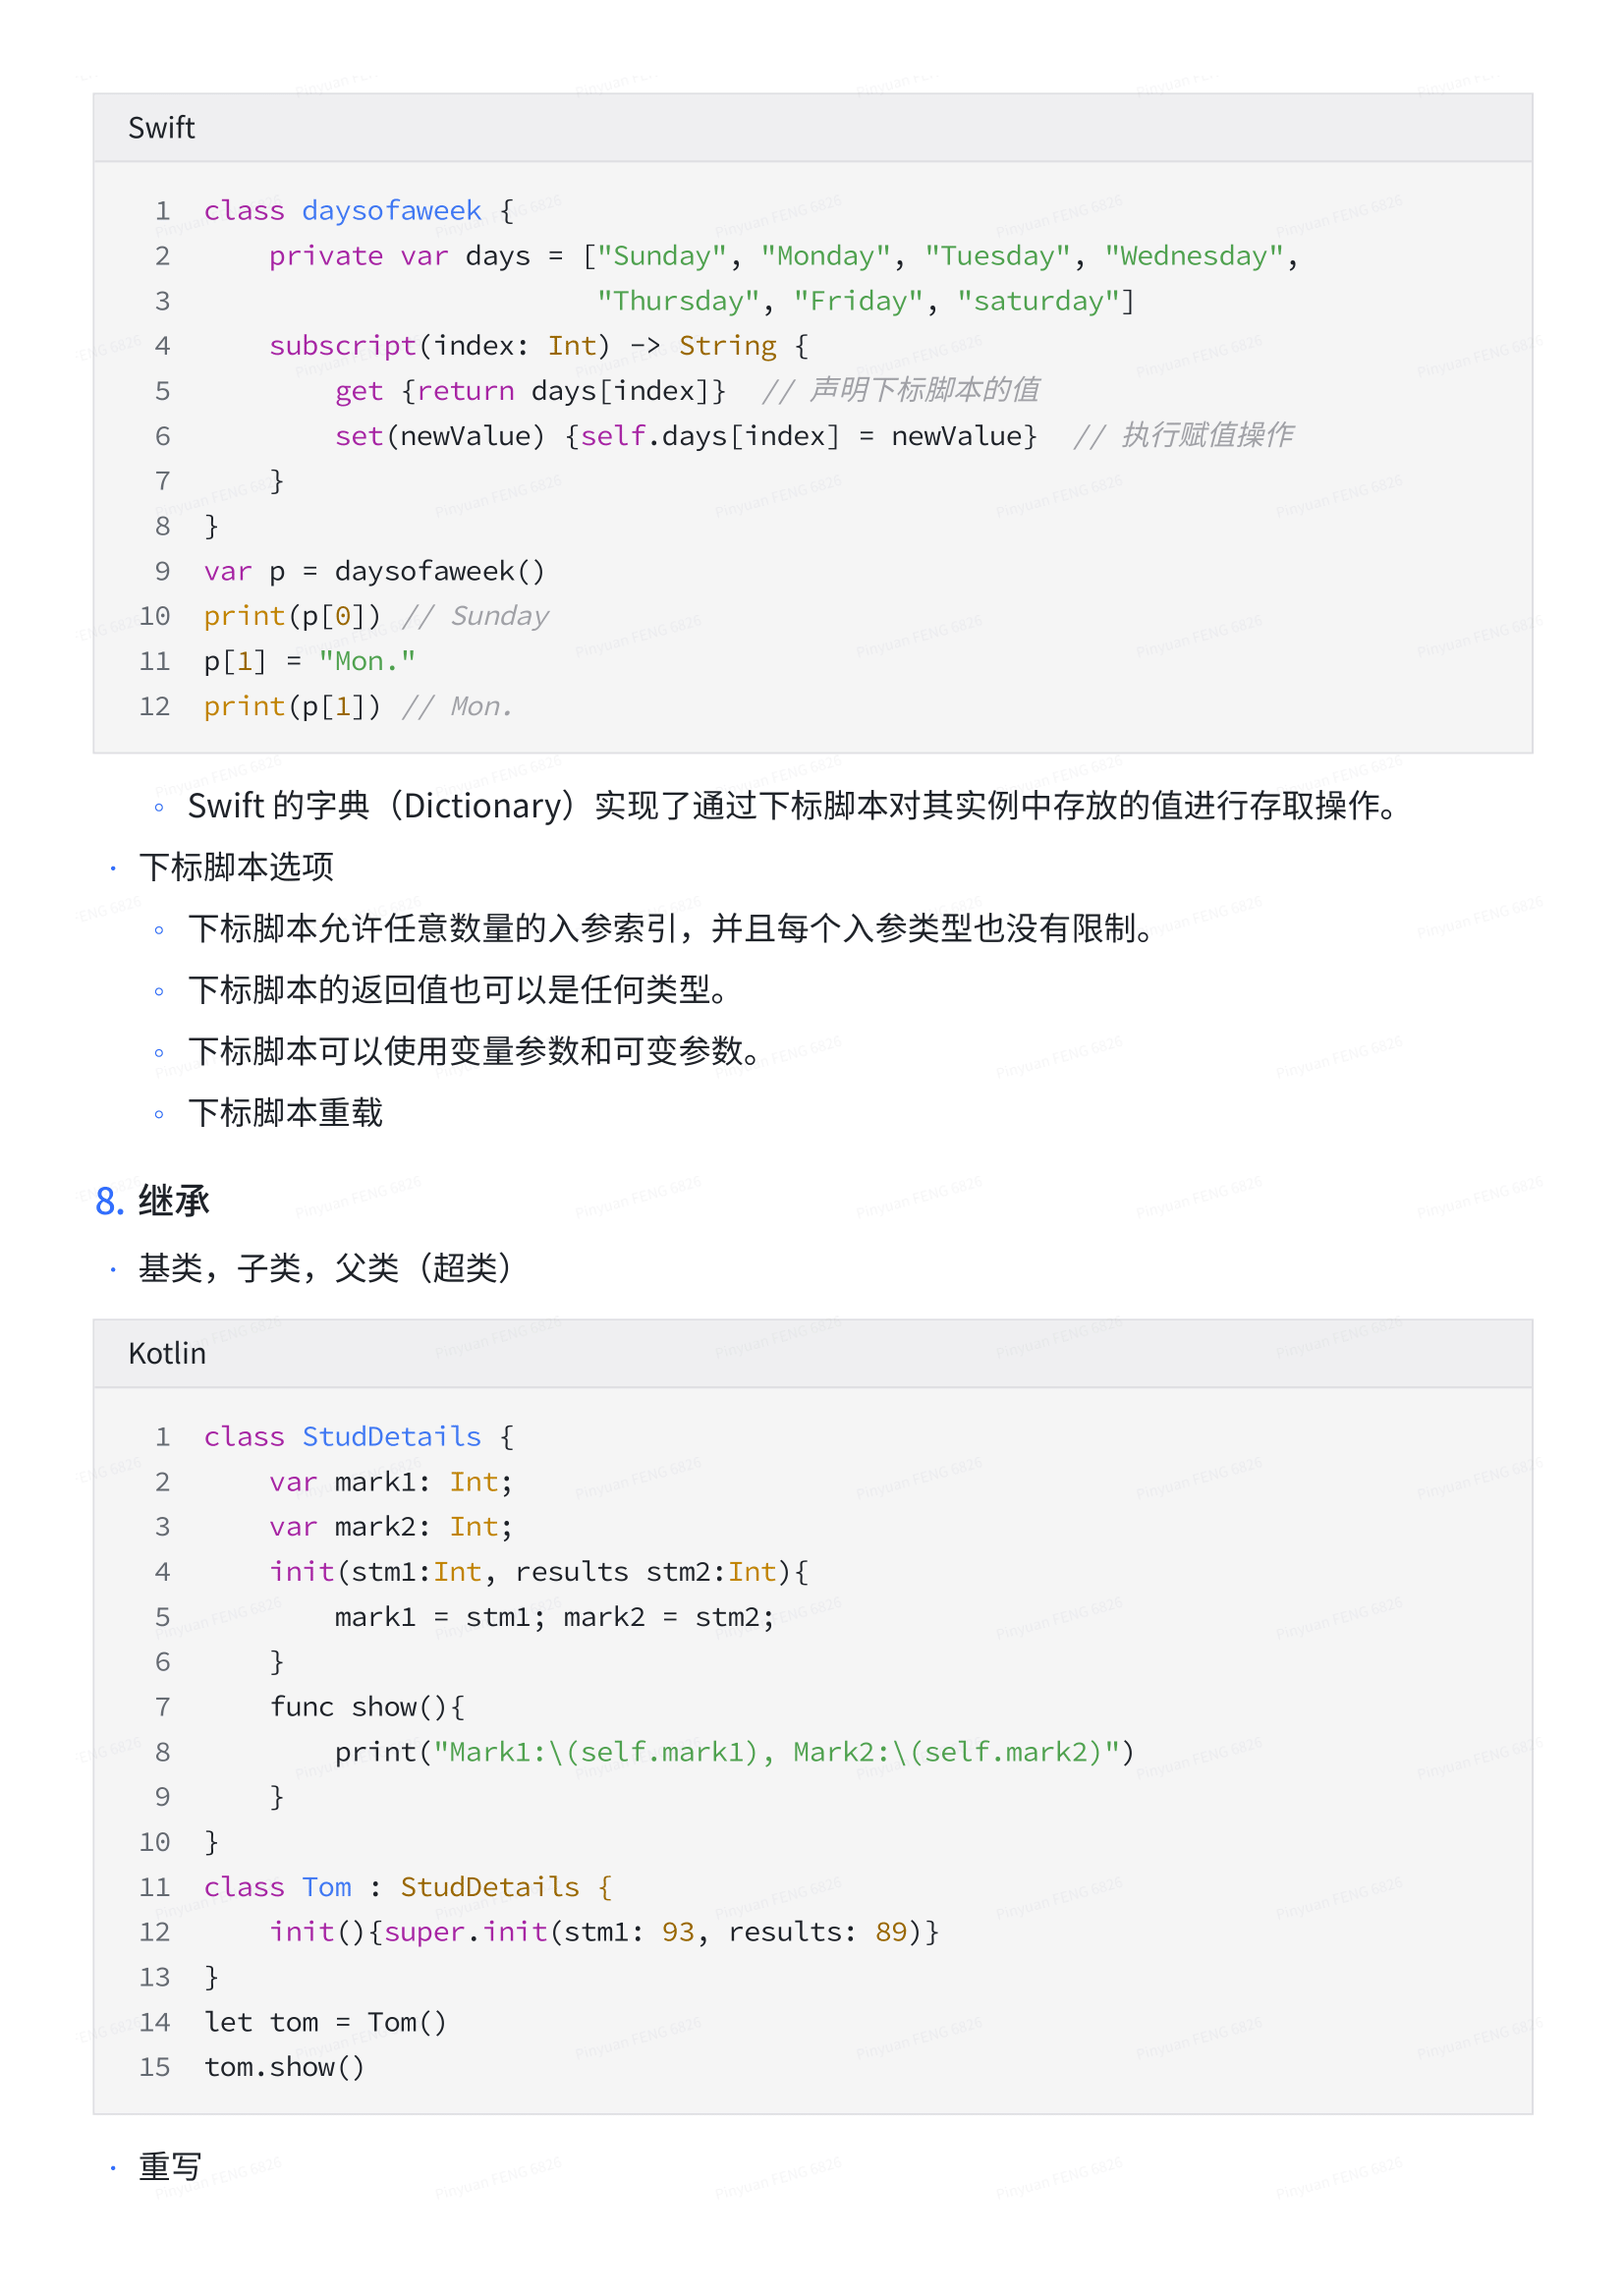 Swift
1 class daysofaweek {
2     private var days = ["Sunday", "Monday", "Tuesday", "Wednesday",
3                         "Thursday", "Friday", "saturday"]
4     subscript(index: Int) -> String {
5         get {return days[index]}  // 声明下标脚本的值
6         set(newValue) {self.days[index] = newValue}  // 执行赋值操作
7     }
8 }
9 var p = daysofaweek()
10 print(p[0]) // Sunday
11 p[1] = "Mon."
12 print(p[1]) // Mon.
◦ Swift 的字典（Dictionary）实现了通过下标脚本对其实例中存放的值进行存取操作。
· 下标脚本选项
◦ 下标脚本允许任意数量的入参索引，并且每个入参类型也没有限制。
◦ 下标脚本的返回值也可以是任何类型。
◦ 下标脚本可以使用变量参数和可变参数。
◦ 下标脚本重载
8. 继承
· 基类，子类，父类（超类）
Kotlin
1 class StudDetails {
2     var mark1: Int;
3     var mark2: Int;
4     init(stm1:Int, results stm2:Int){
5         mark1 = stm1; mark2 = stm2;
6     }
7     func show(){
8         print("Mark1:\(self.mark1), Mark2:\(self.mark2)")
9     }
10 }
11 class Tom : StudDetails {
12     init(){super.init(stm1: 93, results: 89)}
13 }
14 let tom = Tom()
15 tom.show()
· 重写
Pinyuan FENG 6826